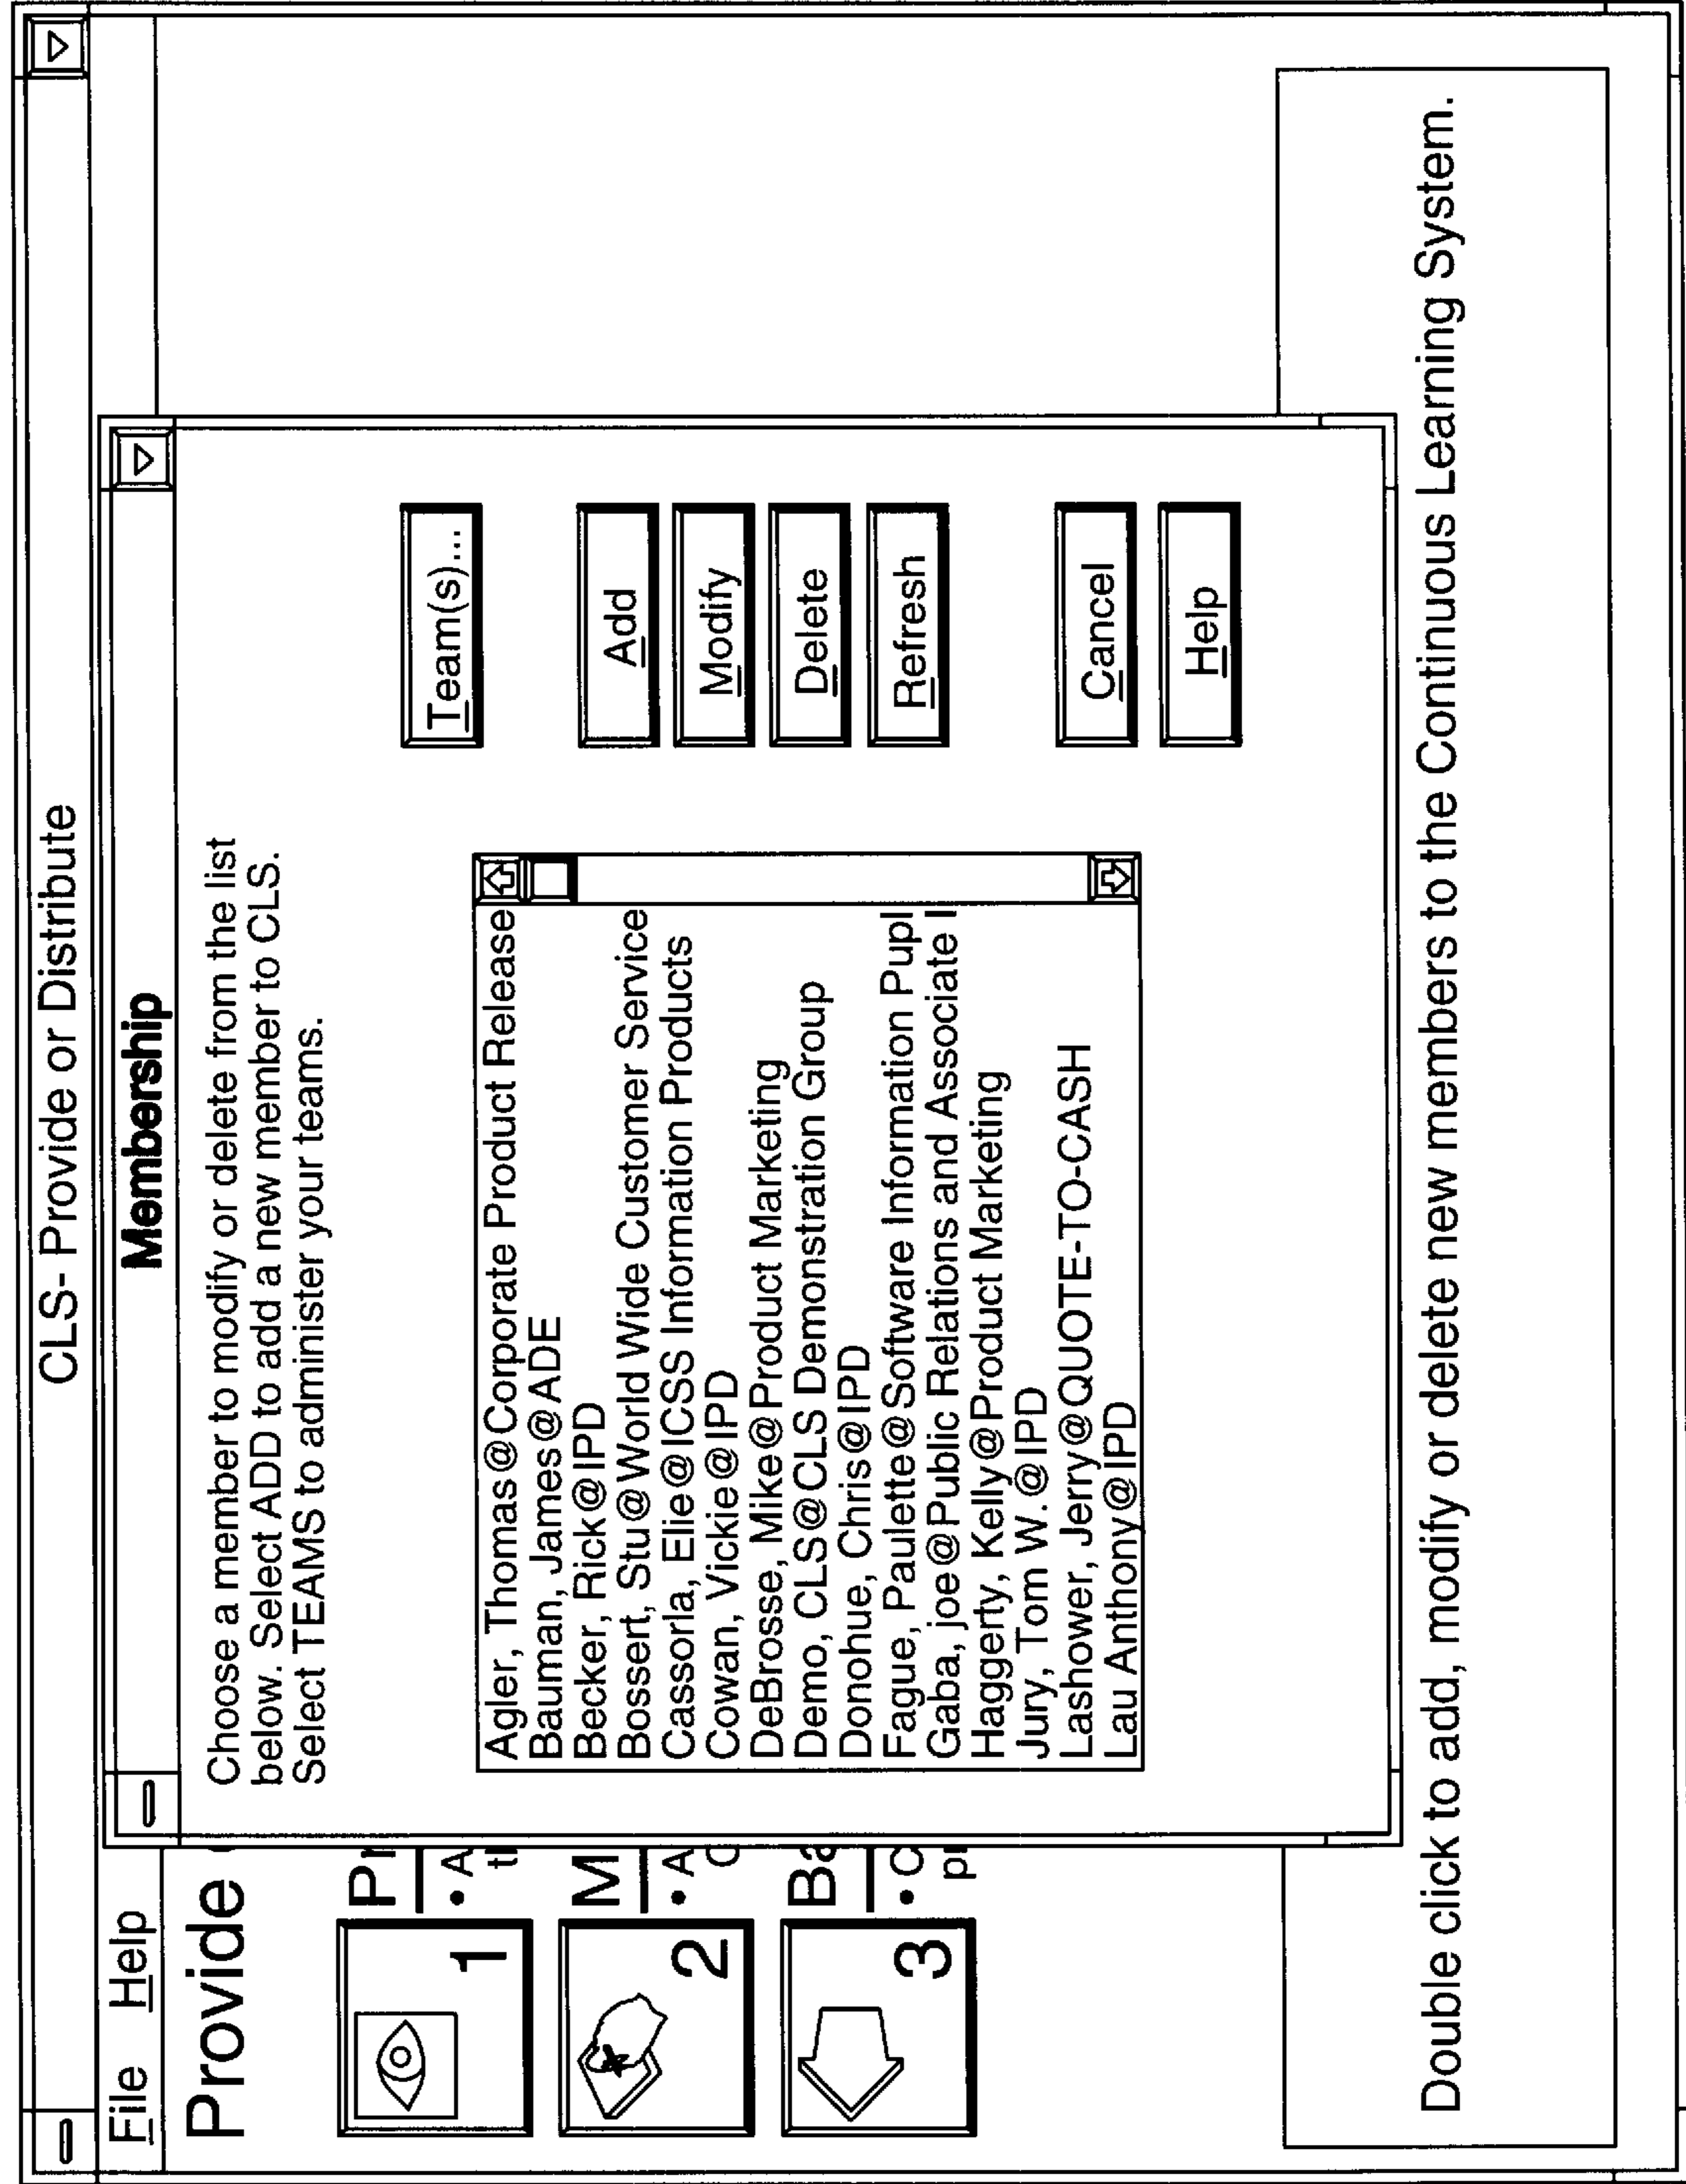 CLS- Provide or Distribute
File Help
Provide
Membership
Choose a member to modify or delete from the list
below. Select ADD to add a new member to CLS.
Select TEAMS to administer your teams.
Agler, Thomas@Corporate Product Release
Bauman, James@ADE
Becker, Rick@IPD
Bossert, Stu@World Wide Customer Service
Cassorla, Elie@ICSS Information Products
Cowan, Vickie@IPD
DeBrosse, Mike@Product Marketing
Demo, CLS@CLS Demonstration Group
Donohue, Chris@IPD
Fague, Paulette@Software Information Pupl
Gaba, joe@Public Relations and Associate I
Haggerty, Kelly@Product Marketing
Jury, Tom W.@IPD
Lashower, Jerry@QUOTE-TO-CASH
Lau Anthony@IPD
Team(s)...
Add
Modify
Delete
Refresh
Cancel
Help
1
Pr
• A
ti
2
M
• A
3
Ba
• C
pr
Double click to add, modify or delete new members to the Continuous Learning System.